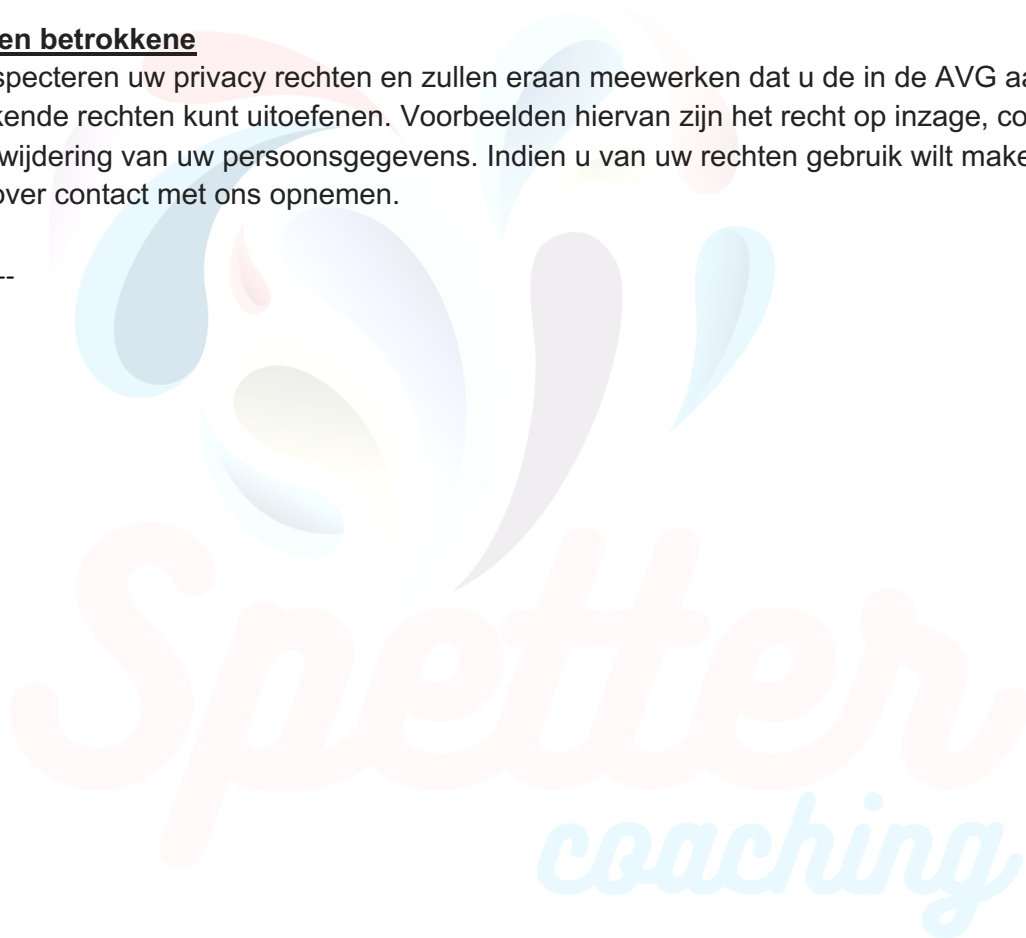 en betrokkene
specteren uw privacy rechten en zullen eraan meewerken dat u de in de AVG aa
kende rechten kunt uitoefenen. Voorbeelden hiervan zijn het recht op inzage, co
wijdering van uw persoonsgegevens. Indien u van uw rechten gebruik wilt make
over contact met ons opnemen.
--
Spetter
coaching